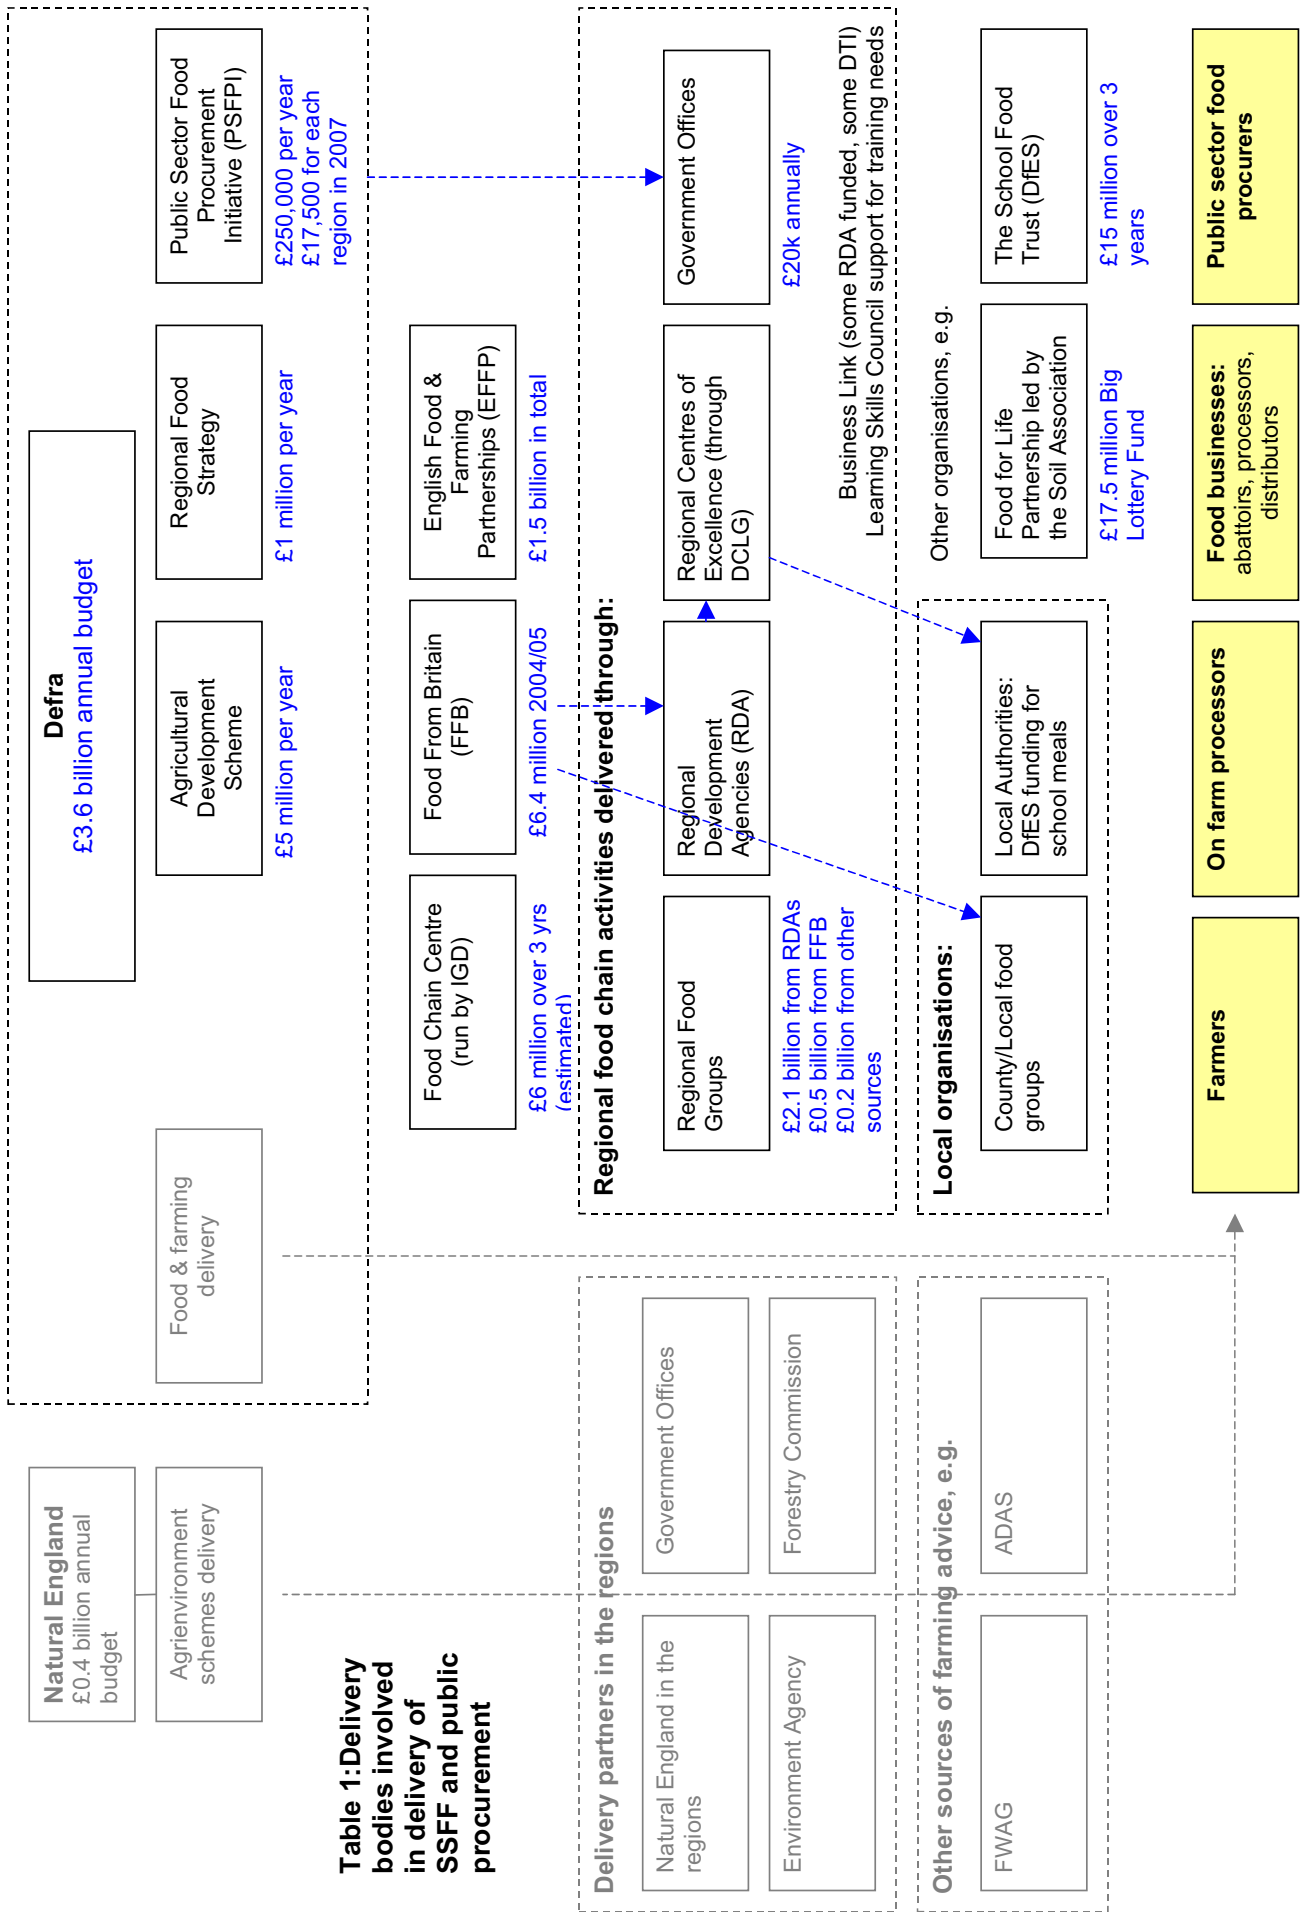 Natural England
£0.4 billion annual
budget
Defra
£3.6 billion annual budget
Agrienvironment
schemes delivery
Food & farming
delivery
Agricultural
Development
Scheme
£5 million per year
Regional Food
Strategy
£1 million per year
Public Sector Food
Procurement
Initiative (PSFPI)
£250,000 per year
£17,500 for each
region in 2007
Table 1:Delivery
bodies involved
in delivery of
SSFF and public
procurement
Food Chain Centre
(run by IGD)
£6 million over 3 yrs
(estimated)
Food From Britain
(FFB)
£6.4 million 2004/05
English Food &
Farming
Partnerships (EFFP)
£1.5 billion in total
Delivery partners in the regions
Natural England in the
regions
Government Offices
Environment Agency
Forestry Commission
Regional food chain activities delivered through:
Regional Food
Groups
£2.1 billion from RDAs
£0.5 billion from FFB
£0.2 billion from other
sources
Regional
Development
Agencies (RDA)
Regional Centres of
Excellence (through
DCLG)
Government Offices
£20k annually
Business Link (some RDA funded, some DTI)
Learning Skills Council support for training needs
Other sources of farming advice, e.g.
FWAG
ADAS
Local organisations:
County/Local food
groups
Local Authorities:
DfES funding for
school meals
Other organisations, e.g.
Food for Life
Partnership led by
the Soil Association
£17.5 million Big
Lottery Fund
The School Food
Trust (DfES)
£15 million over 3
years
Farmers
On farm processors
Food businesses:
abattoirs, processors,
distributors
Public sector food
procurers